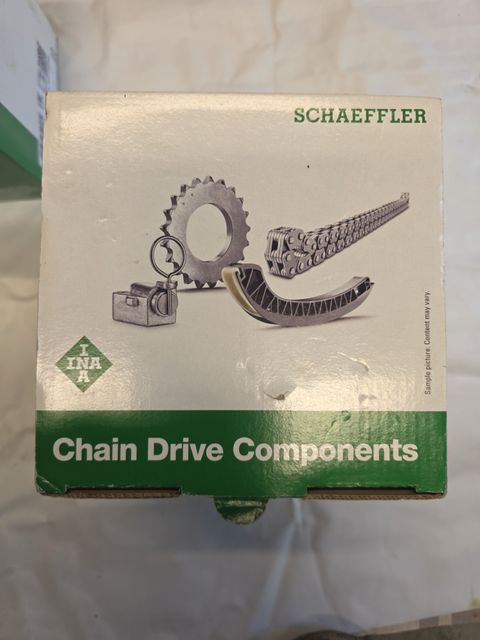 SCHAEFFLER
I
INA
A
Sample picture. Content may vary.
Chain Drive Components